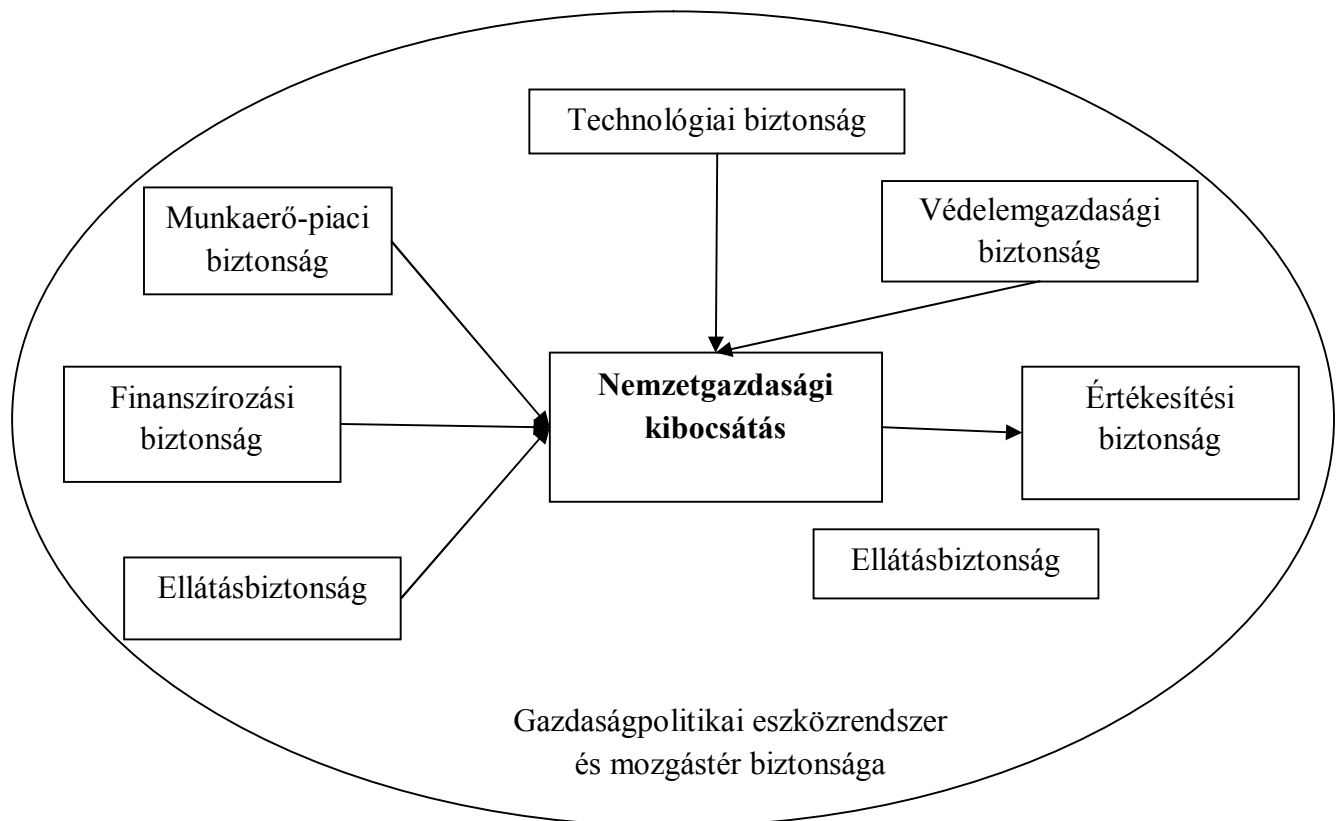 Technológiai biztonság
Munkaerő-piaci
biztonság
Védelemgazdasági
biztonság
Finanszírozási
biztonság
Nemzetgazdasági
kibocsátás
Értékesítési
biztonság
Ellátásbiztonság
Ellátásbiztonság
Gazdaságpolitikai eszközrendszer
és mozgástér biztonsága